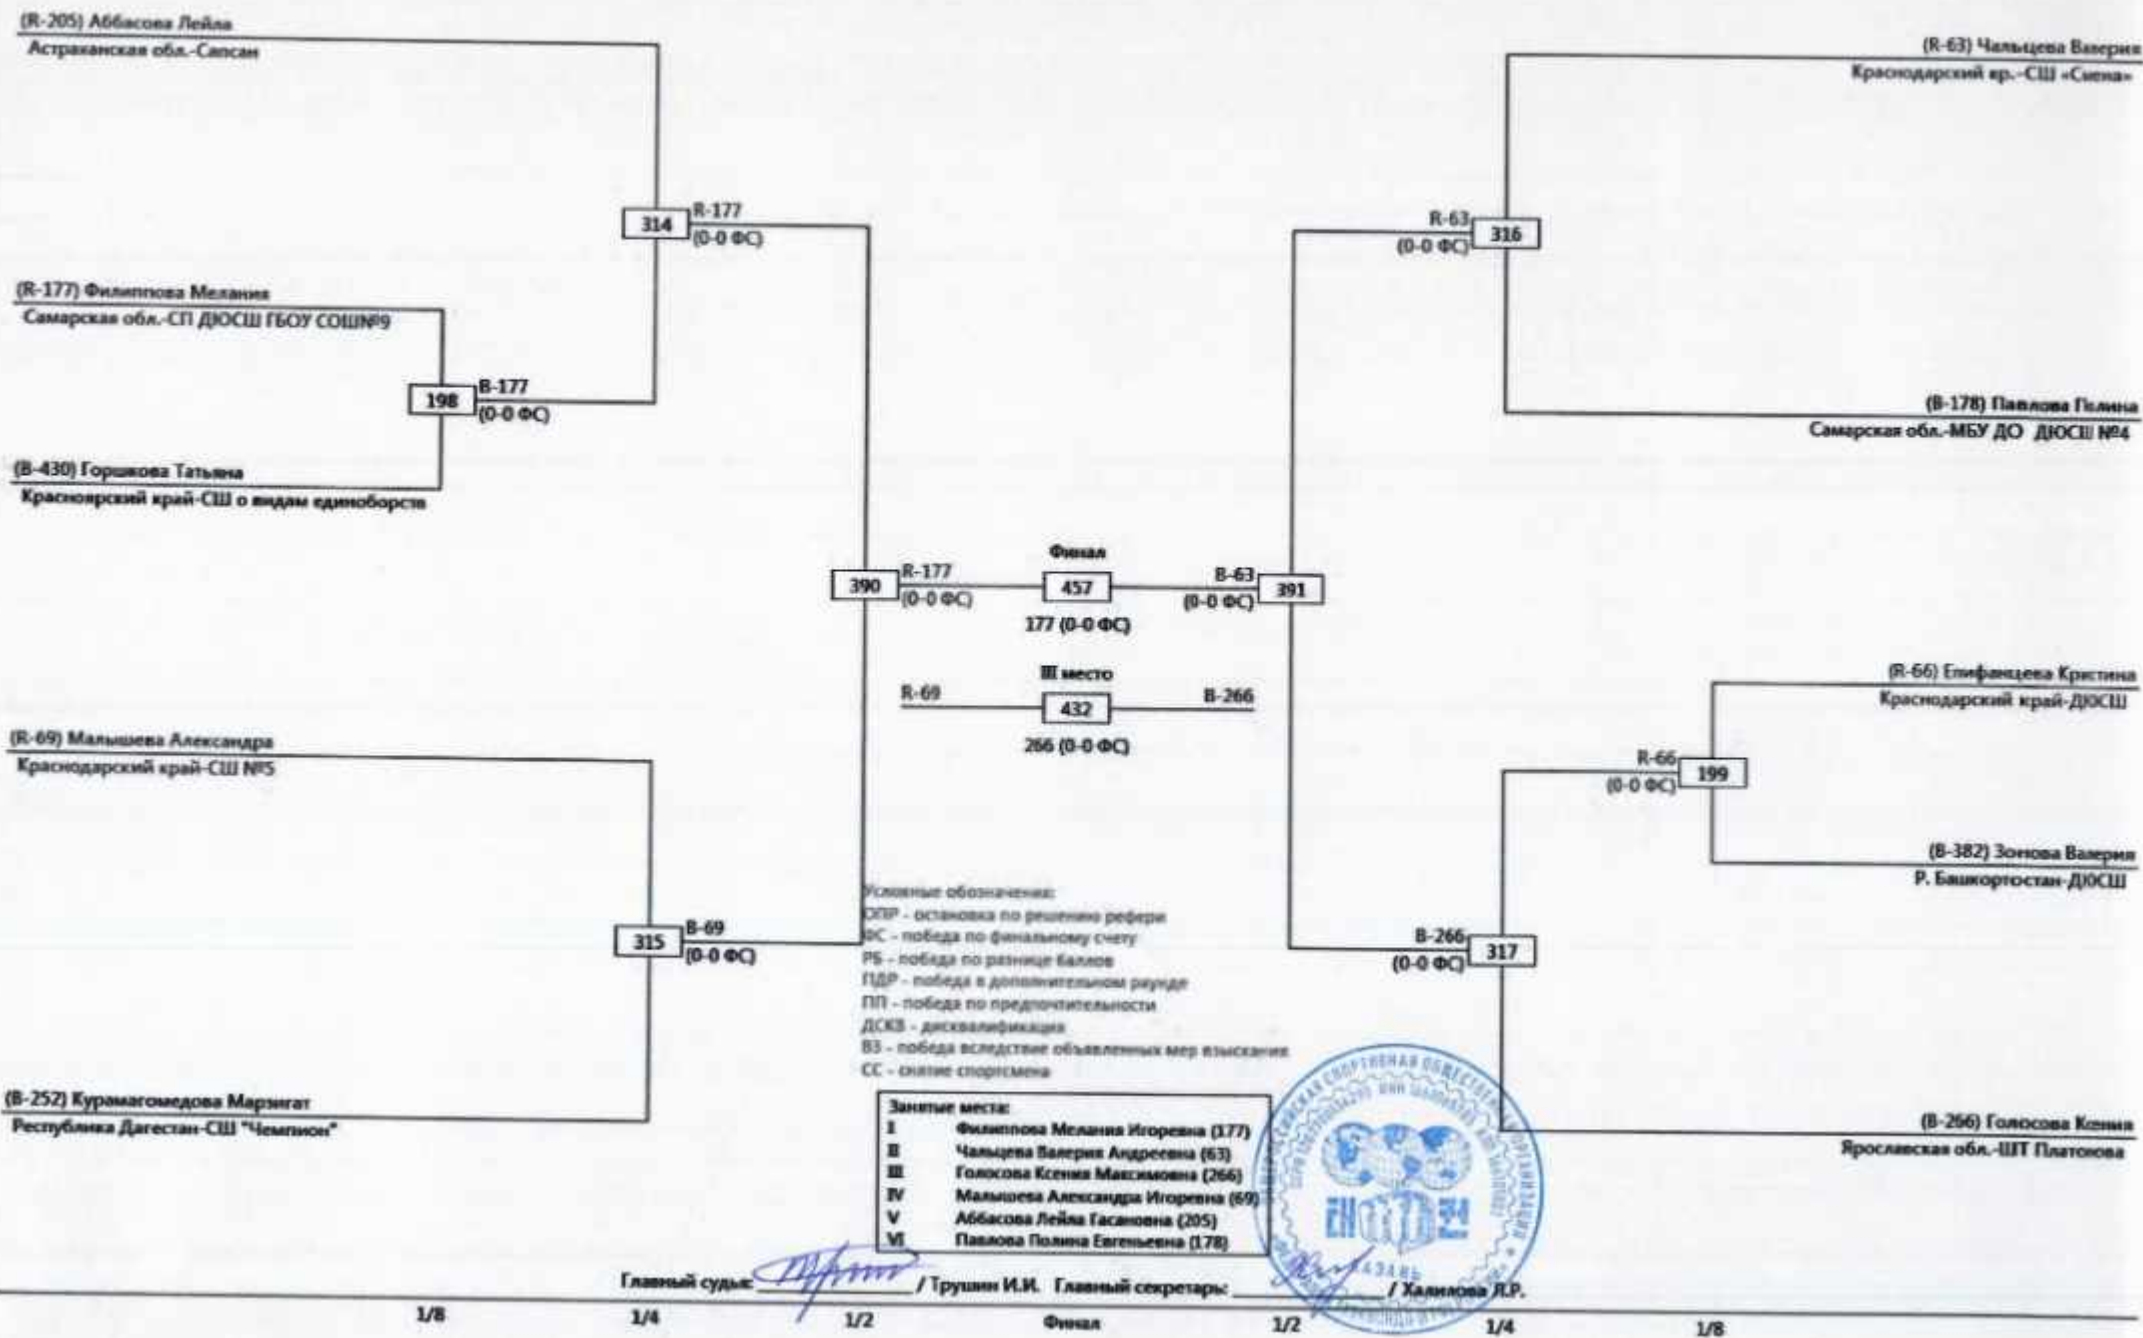 (R-205) Аббасова Лейла
Астраханская обл.-Сапсан
(R-177) Филиппова Мелания
Самарская обл.-СП ДЮСШ ГБОУ СОШ№9
(B-430) Горшкова Татьяна
Красноярский край-СШ о видам единоборств
(R-69) Малышева Александра
Краснодарский край-СШ №5
(B-252) Курамагомедова Марзигат
Республика Дагестан-СШ "Чемпион"
198
B-177
(0-0 ФС)
314
R-177
(0-0 ФС)
315
B-69
(0-0 ФС)
390
R-177
(0-0 ФС)
Финал
457
177 (0-0 ФС)
III место
R-69
432
B-266
266 (0-0 ФС)
B-63
(0-0 ФС)
391
R-63
(0-0 ФС)
316
B-266
(0-0 ФС)
317
R-66
(0-0 ФС)
199
(R-63) Чальцева Валерия
Краснодарский кр.-СШ «Сиена»
(B-178) Павлова Полина
Самарская обл.-МБУ ДО ДЮСШ №4
(R-66) Епифанцева Кристина
Краснодарский край-ДЮСШ
(B-382) Зонова Валерия
Р. Башкортостан-ДЮСШ
(B-266) Голосова Ксения
Ярославская обл.-ШТ Платонова
Условные обозначения:
ОПР - остановка по решению рефери
ФС - победа по финальному счету
РБ - победа по разнице баллов
ПДР - победа в дополнительном раунде
ПП - победа по предпочтительности
ДСКВ - дисквалификация
ВЗ - победа вследствие объявленных мер взыскания
СС - снятие спортсмена
Занятые места:
I Филиппова Мелания Игоревна (177)
II Чальцева Валерия Андреевна (63)
III Голосова Ксения Максимовна (266)
IV Малышева Александра Игоревна (69)
V Аббасова Лейла Гасановна (205)
VI Павлова Полина Евгеньевна (178)
Главный судья: / Трушин И.И. Главный секретарь: / Халилова Л.Р.
КАЗАНЬ
1/8 1/4 1/2 Финал 1/2 1/4 1/8